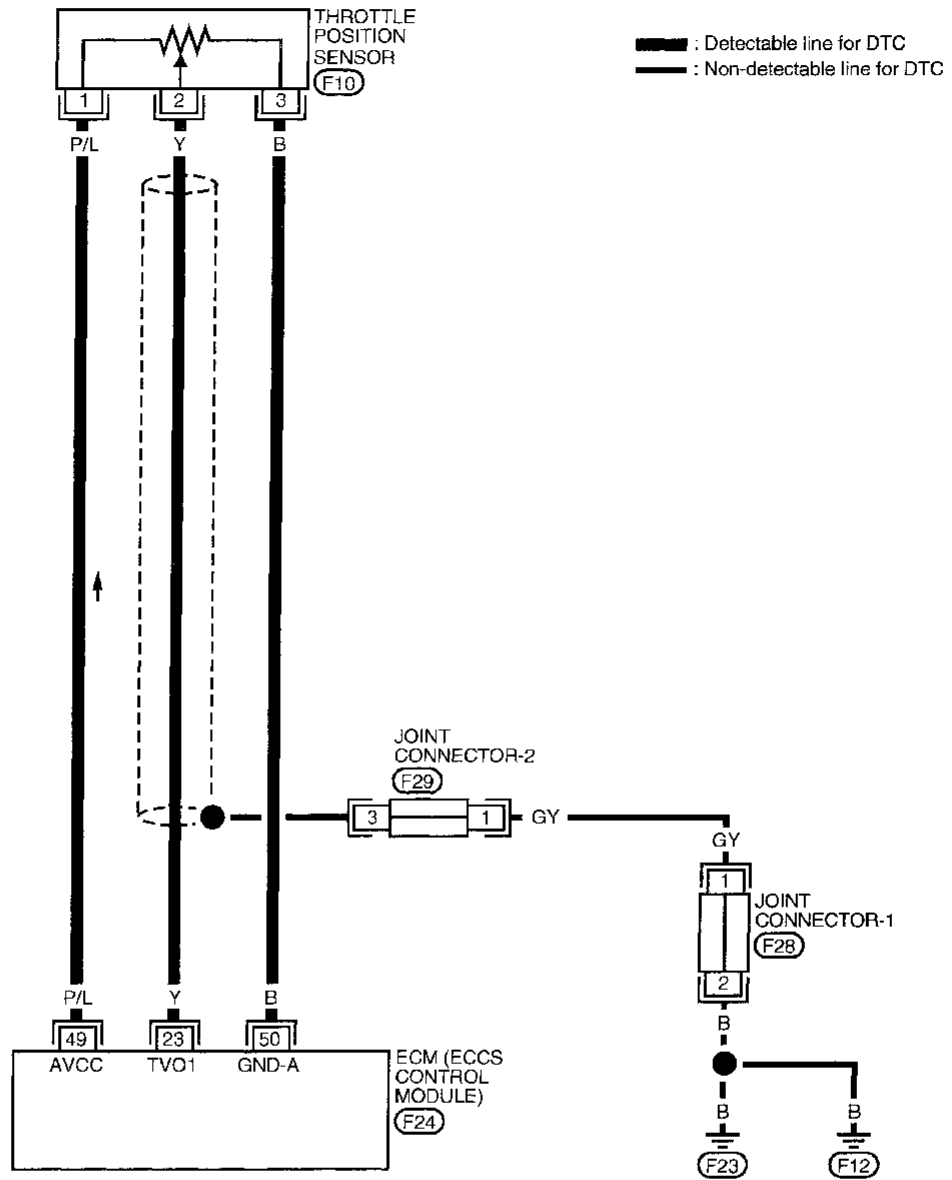 THROTTLE
POSITION
SENSOR
F10
: Detectable line for DTC
: Non-detectable line for DTC
1 2 3
P/L Y B
JOINT
CONNECTOR-2
F29
3 1 GY
GY
1
JOINT
CONNECTOR-1
F28
2
P/L Y B
B
49 23 50
AVCC TVO1 GND-A
ECM (ECCS
CONTROL
MODULE)
F24
B B
F23 F12